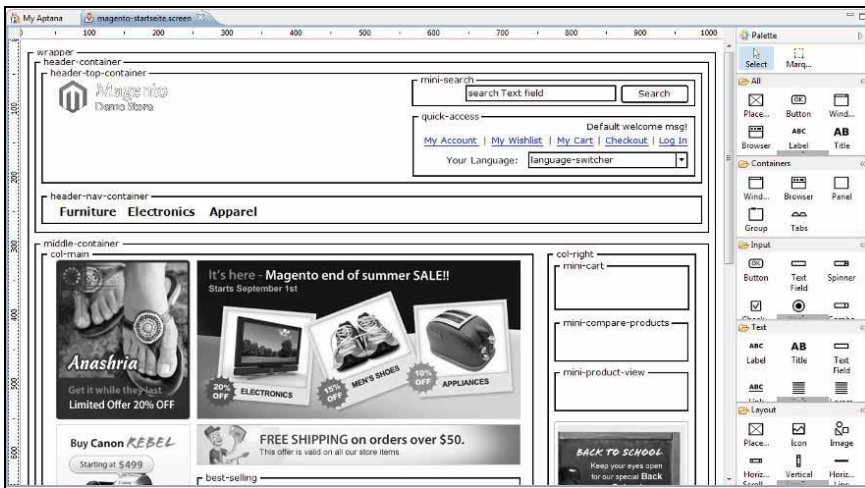 My Aptana
magento-startseite.screen
0 100 200 300 400 500 600 700 800 900 1000
100
200
300
400
500
600
wrapper
header-container
header-top-container
Magento
Demo Store
mini-search
search Text field
Search
quick-access
Default welcome msg!
My Account | My Wishlist | My Cart | Checkout | Log In
Your Language:
language-switcher
header-nav-container
Furniture Electronics Apparel
middle-container
col-main
Anashria
Get it while they last
Limited Offer 20% OFF
It's here - Magento end of summer SALE!!
Starts September 1st
20% OFF
ELECTRONICS
15% OFF
MEN'S SHOES
10% OFF
APPLIANCES
Buy Canon REBEL
Starting at $499
FREE SHIPPING on orders over $50.
This offer is valid on all our store items.
best-selling
col-right
mini-cart
mini-compare-products
mini-product-view
BACK TO SCHOOL
Keep your eyes open
for our special Back
Palette
Select Marq...
All
Place... Button Wind...
Browser Label Title
Containers
Wind... Browser Panel
Group Tabs
Input
Button Text Field Spinner
Text
Label Title Text Field
Layout
Place... Icon Image
Horiz... Vertical Horiz...